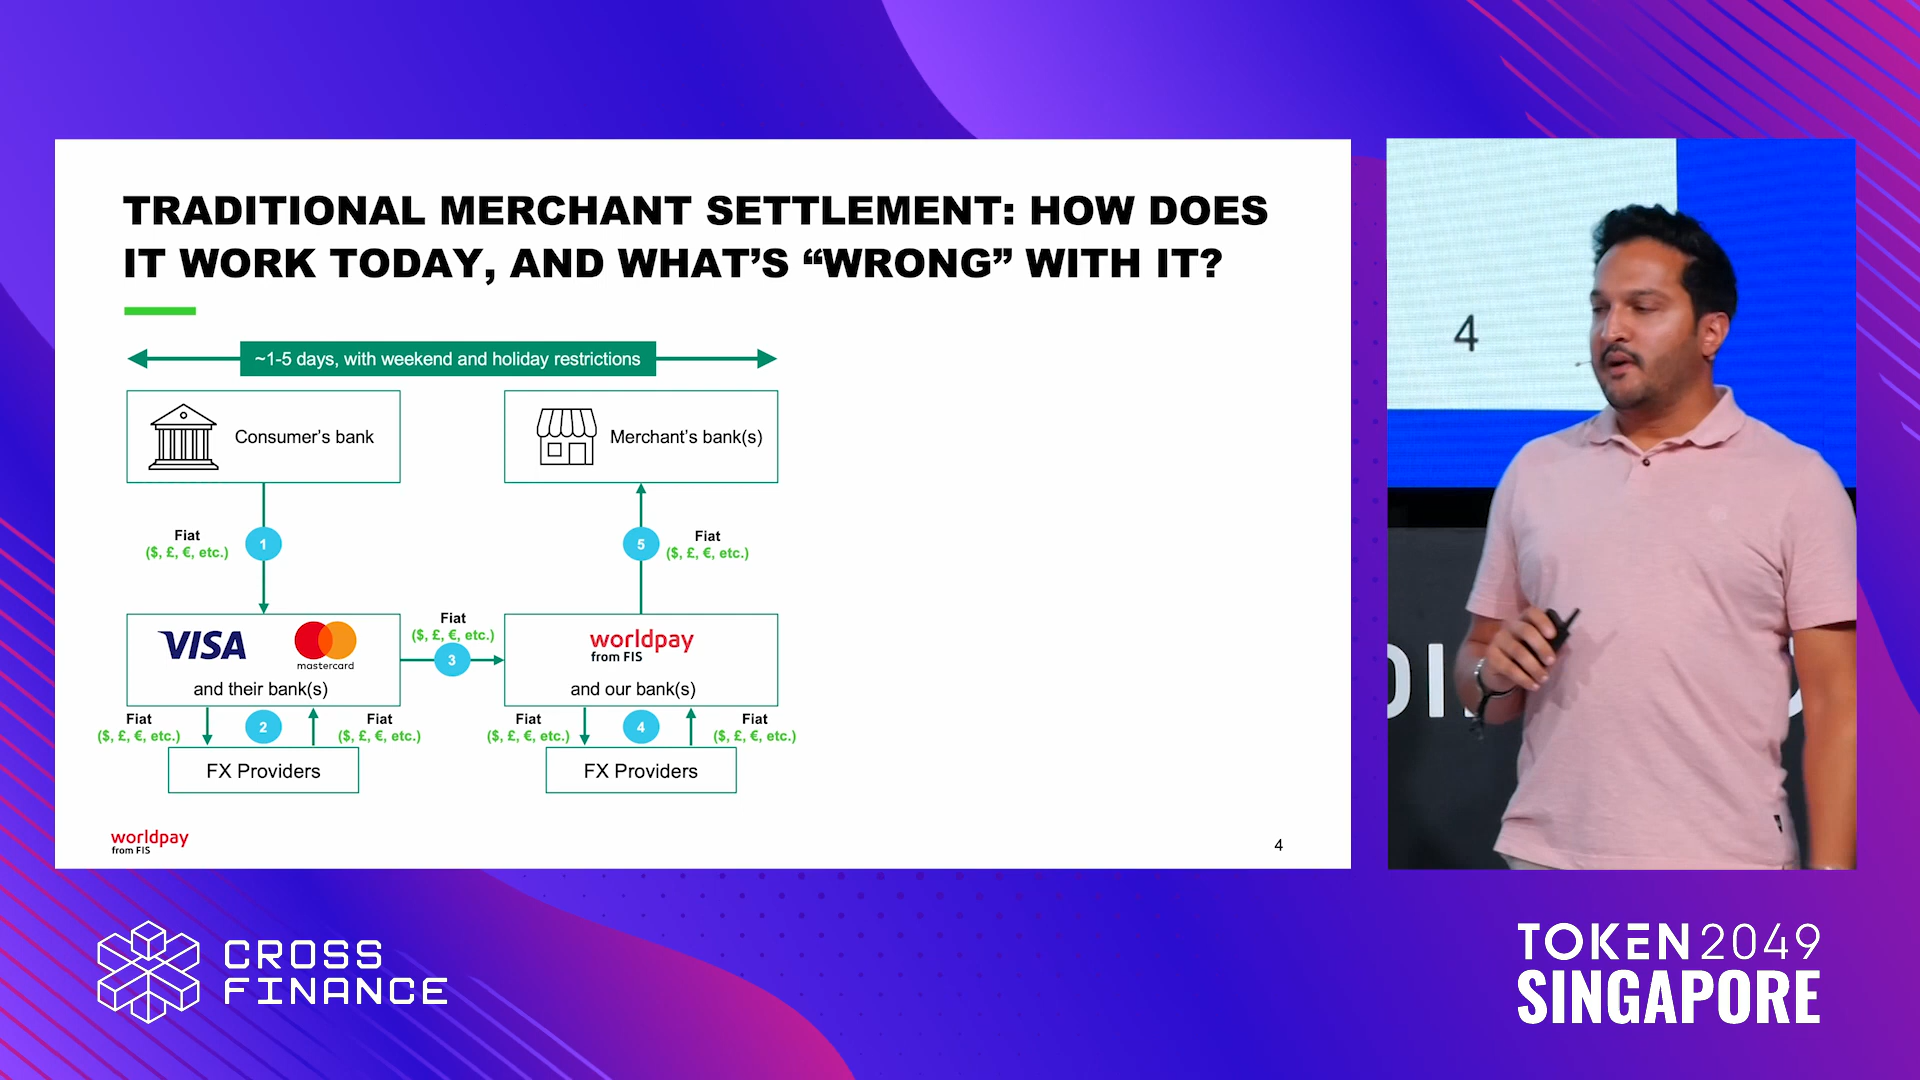 TRADITIONAL MERCHANT SETTLEMENT: HOW DOES
IT WORK TODAY, AND WHAT’S “WRONG” WITH IT?
~1-5 days, with weekend and holiday restrictions
Consumer’s bank
Merchant’s bank(s)
Fiat
($, £, €, etc.)
1
5
Fiat
($, £, €, etc.)
VISA
mastercard
and their bank(s)
Fiat
($, £, €, etc.)
3
worldpay
from FIS
and our bank(s)
Fiat
($, £, €, etc.)
2
Fiat
($, £, €, etc.)
Fiat
($, £, €, etc.)
4
Fiat
($, £, €, etc.)
FX Providers
FX Providers
worldpay
from FIS
4
4
CROSS
FINANCE
TOKEN2049
SINGAPORE